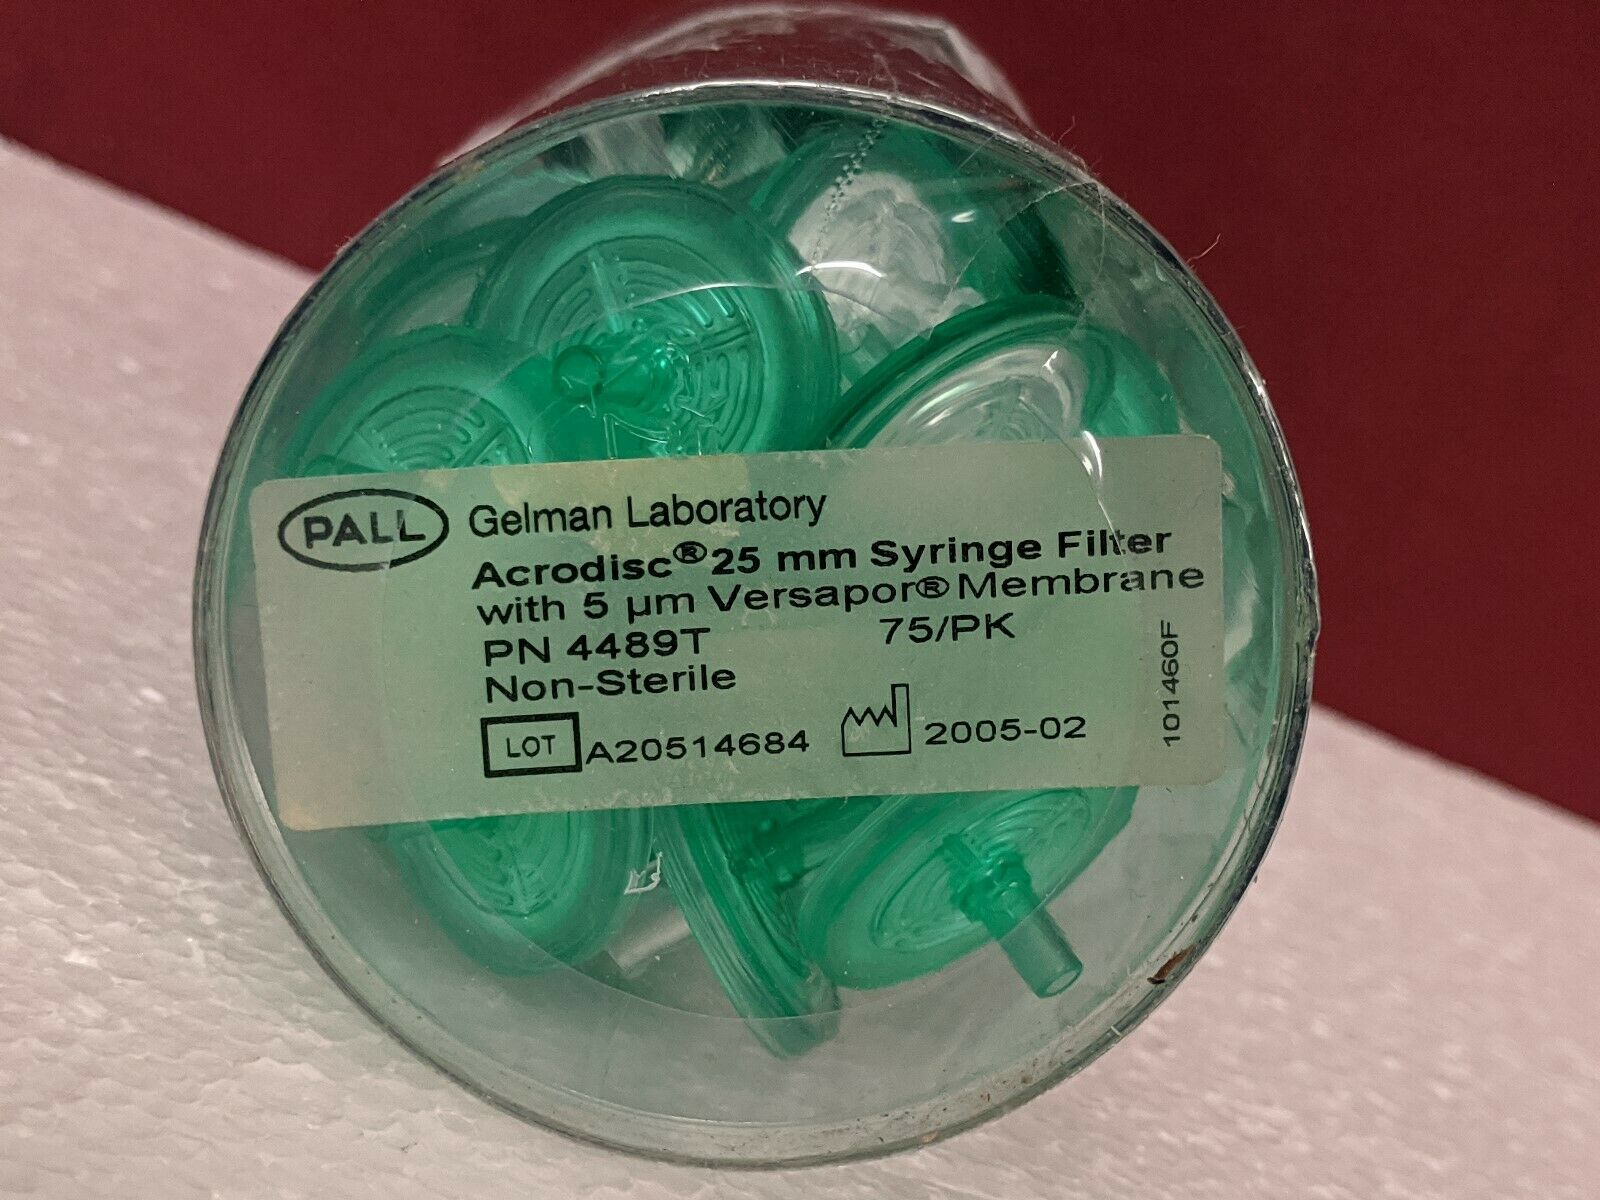 PALL Gelman Laboratory
Acrodisc® 25 mm Syringe Filter
with 5 µm Versapor® Membrane
PN 4489T 75/PK
Non-Sterile
LOT A20514684 2005-02
101460F